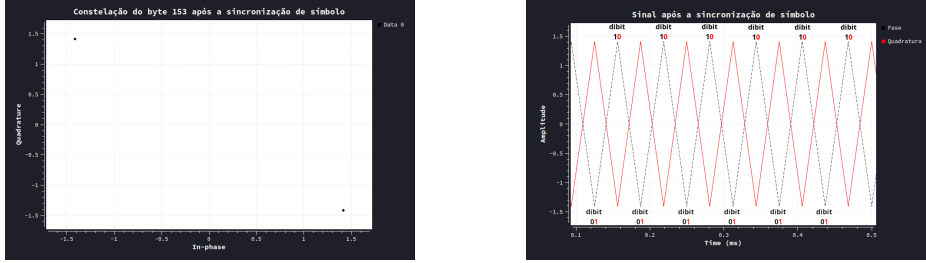 Constelação do byte 153 após a sincronização de símbolo
Data 0
1.5
1
0.5
0
-0.5
-1
-1.5
Quadrature
-1.5 -1 -0.5 0 0.5 1 1.5
In-phase
Sinal após a sincronização de símbolo
Fase
Quadratura
dibit dibit dibit dibit dibit dibit dibit
10 10 10 10 10 10 10
1.5
1
0.5
0
-0.5
-1
-1.5
Amplitude
dibit dibit dibit dibit dibit dibit
01 01 01 01 01 01
0.1 0.2 0.3 0.4 0.5
Time (ms)